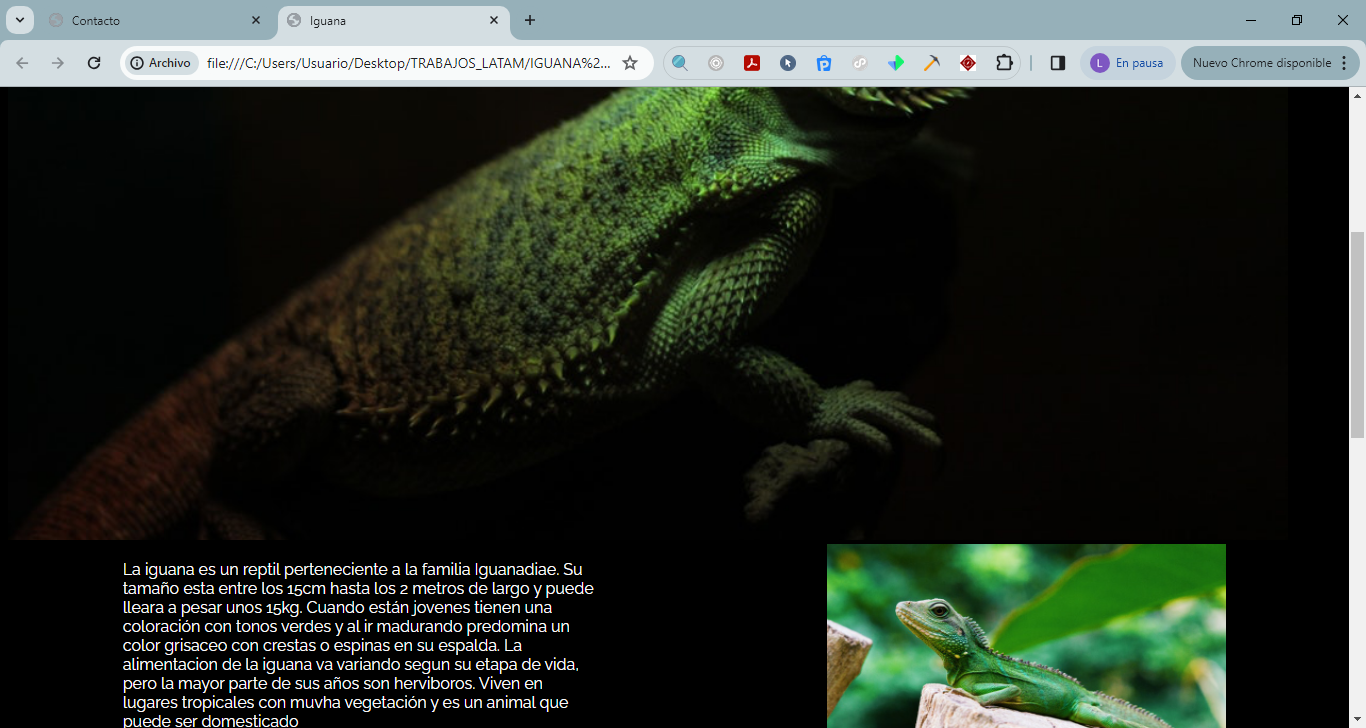 Contacto
Iguana
Archivo
file:///C:/Users/Usuario/Desktop/TRABAJOS_LATAM/IGUANA%2...
L
En pausa
Nuevo Chrome disponible
La iguana es un reptil perteneciente a la familia Iguanadiae. Su
tamaño esta entre los 15cm hasta los 2 metros de largo y puede
lleara a pesar unos 15kg. Cuando están jovenes tienen una
coloración con tonos verdes y al ir madurando predomina un
color grisaceo con crestas o espinas en su espalda. La
alimentacion de la iguana va variando segun su etapa de vida,
pero la mayor parte de sus años son herviboros. Viven en
lugares tropicales con muvha vegetación y es un animal que
puede ser domesticado